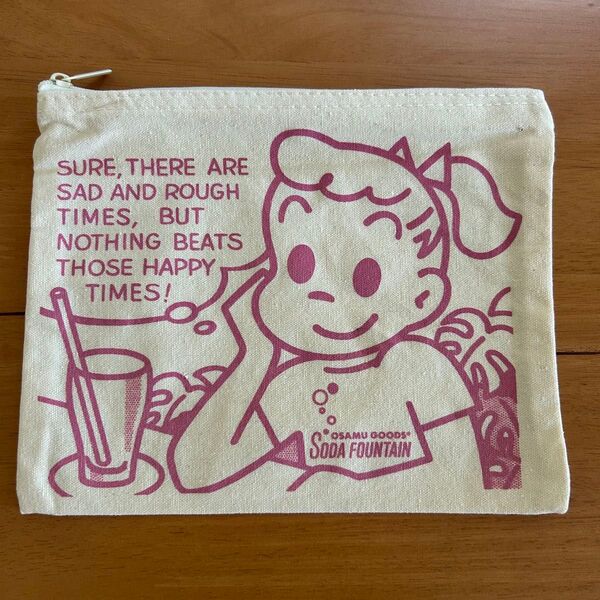 SURE, THERE ARE
SAD AND ROUGH
TIMES, BUT
NOTHING BEATS
THOSE HAPPY
TIMES!
OSAMU GOODS®
SODA FOUNTAIN